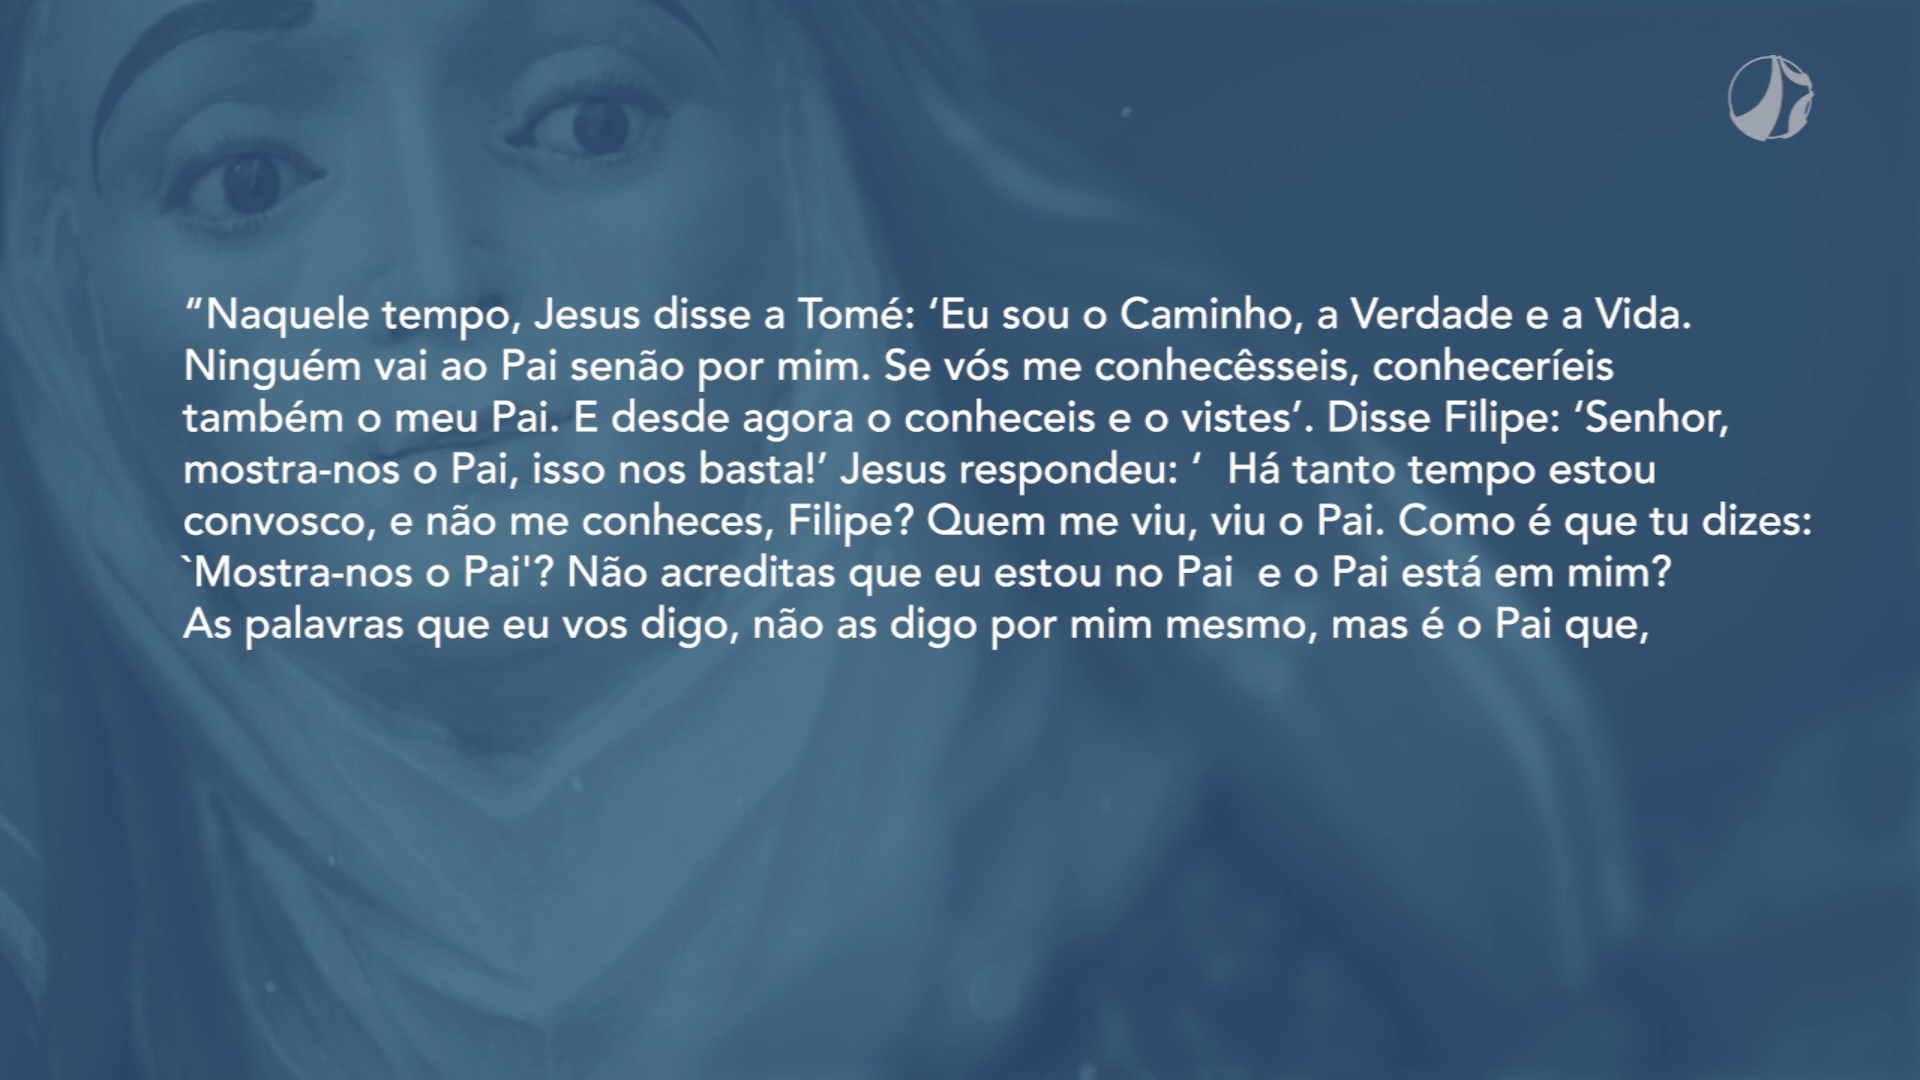 “Naquele tempo, Jesus disse a Tomé: ‘Eu sou o Caminho, a Verdade e a Vida.
Ninguém vai ao Pai senão por mim. Se vós me conhecêsseis, conheceríeis
também o meu Pai. E desde agora o conheceis e o vistes’. Disse Filipe: ‘Senhor,
mostra-nos o Pai, isso nos basta!’ Jesus respondeu: ‘  Há tanto tempo estou
convosco, e não me conheces, Filipe? Quem me viu, viu o Pai. Como é que tu dizes:
`Mostra-nos o Pai'? Não acreditas que eu estou no Pai  e o Pai está em mim?
As palavras que eu vos digo, não as digo por mim mesmo, mas é o Pai que,